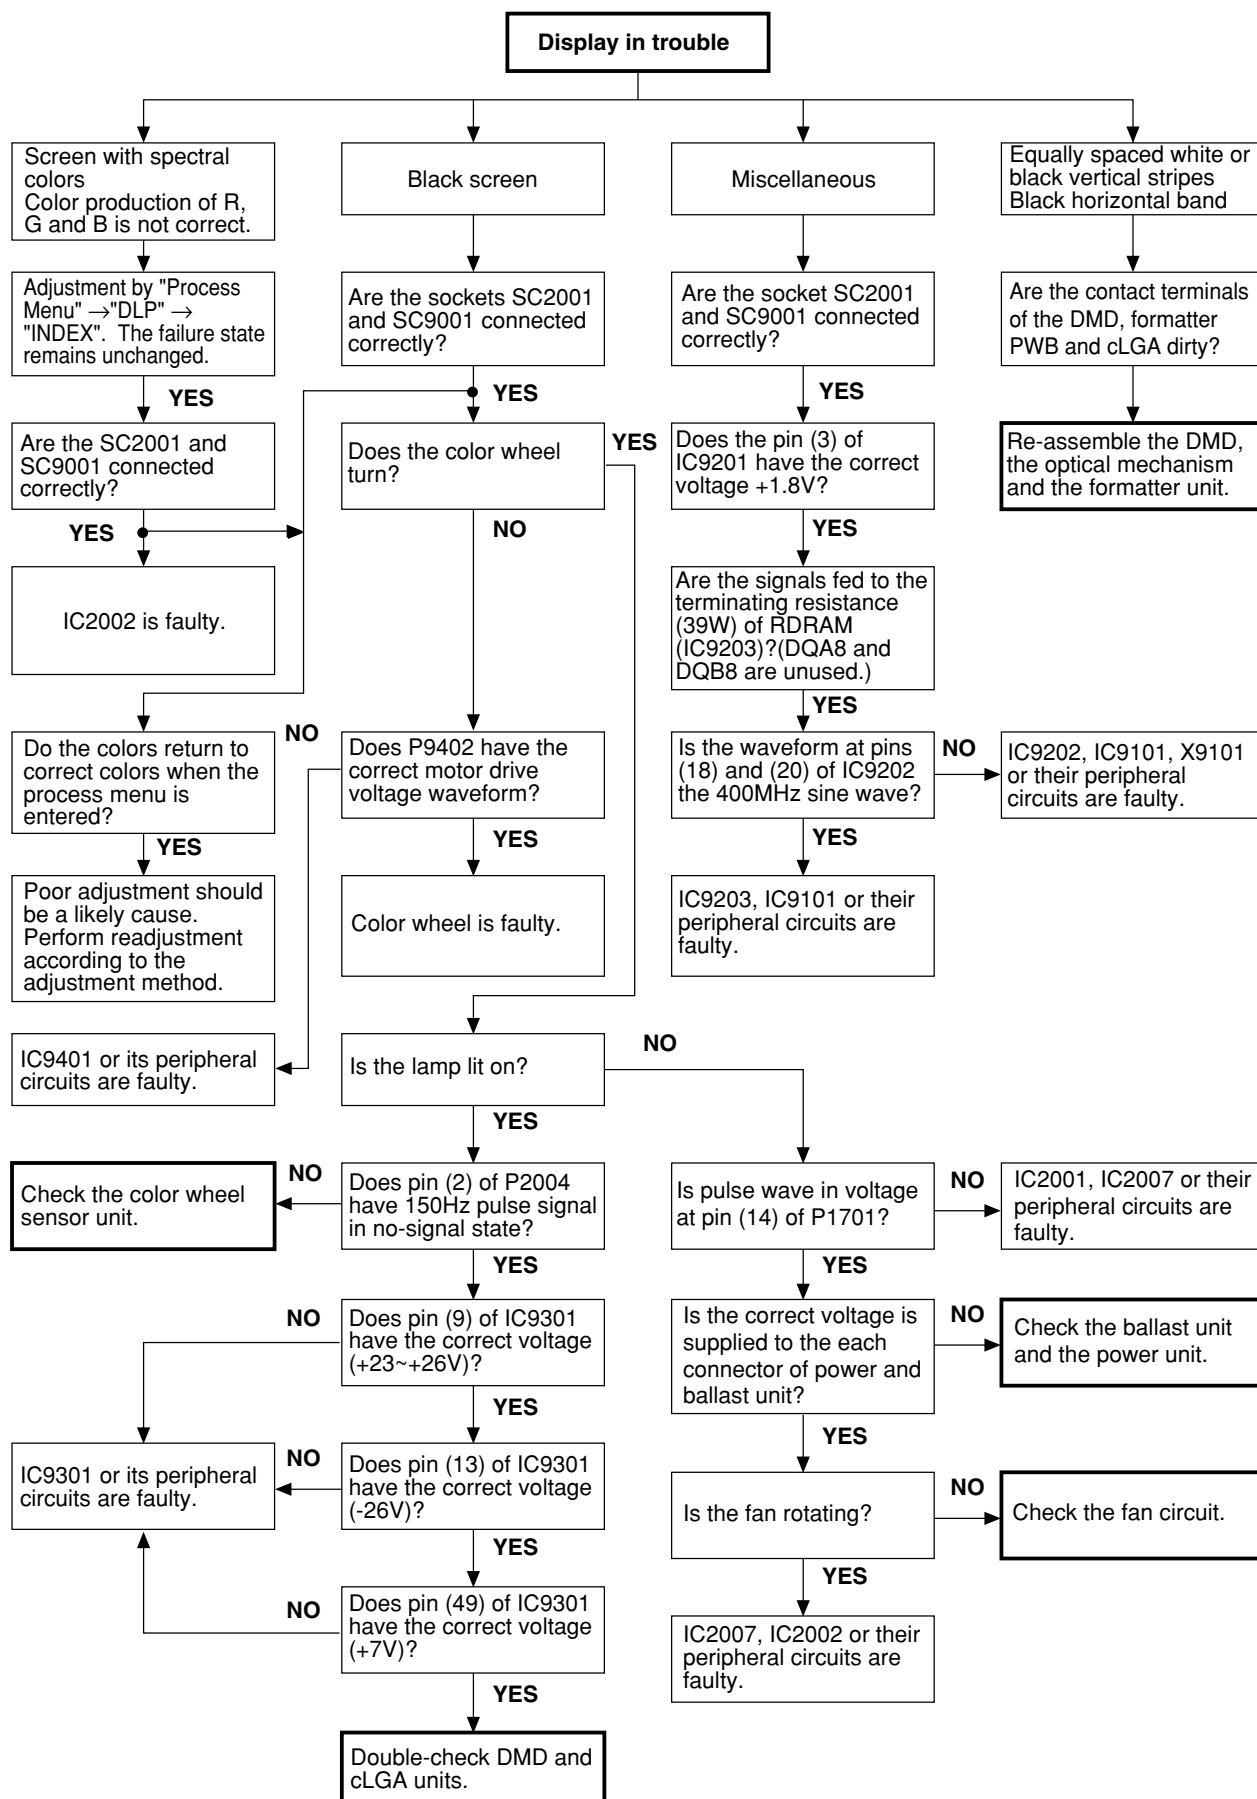 Display in trouble
Screen with spectral
colors
Color production of R,
G and B is not correct.
Black screen
Miscellaneous
Equally spaced white or
black vertical stripes
Black horizontal band
Adjustment by "Process
Menu" →"DLP" →
"INDEX". The failure state
remains unchanged.
Are the sockets SC2001
and SC9001 connected
correctly?
Are the socket SC2001
and SC9001 connected
correctly?
Are the contact terminals
of the DMD, formatter
PWB and cLGA dirty?
YES
YES
YES
Are the SC2001 and
SC9001 connected
correctly?
Does the color wheel
turn?
YES
Does the pin (3) of
IC9201 have the correct
voltage +1.8V?
Re-assemble the DMD,
the optical mechanism
and the formatter unit.
YES
NO
YES
IC2002 is faulty.
Are the signals fed to the
terminating resistance
(39W) of RDRAM
(IC9203)?(DQA8 and
DQB8 are unused.)
YES
Do the colors return to
correct colors when the
process menu is
entered?
NO
Does P9402 have the
correct motor drive
voltage waveform?
Is the waveform at pins
(18) and (20) of IC9202
the 400MHz sine wave?
NO
IC9202, IC9101, X9101
or their peripheral
circuits are faulty.
YES
YES
YES
Poor adjustment should
be a likely cause.
Perform readjustment
according to the
adjustment method.
Color wheel is faulty.
IC9203, IC9101 or their
peripheral circuits are
faulty.
IC9401 or its peripheral
circuits are faulty.
Is the lamp lit on?
NO
YES
Check the color wheel
sensor unit.
NO
Does pin (2) of P2004
have 150Hz pulse signal
in no-signal state?
Is pulse wave in voltage
at pin (14) of P1701?
NO
IC2001, IC2007 or their
peripheral circuits are
faulty.
YES
YES
NO
Does pin (9) of IC9301
have the correct voltage
(+23~+26V)?
Is the correct voltage is
supplied to the each
connector of power and
ballast unit?
NO
Check the ballast unit
and the power unit.
YES
YES
IC9301 or its peripheral
circuits are faulty.
NO
Does pin (13) of IC9301
have the correct voltage
(-26V)?
Is the fan rotating?
NO
Check the fan circuit.
YES
YES
NO
Does pin (49) of IC9301
have the correct voltage
(+7V)?
IC2007, IC2002 or their
peripheral circuits are
faulty.
YES
Double-check DMD and
cLGA units.